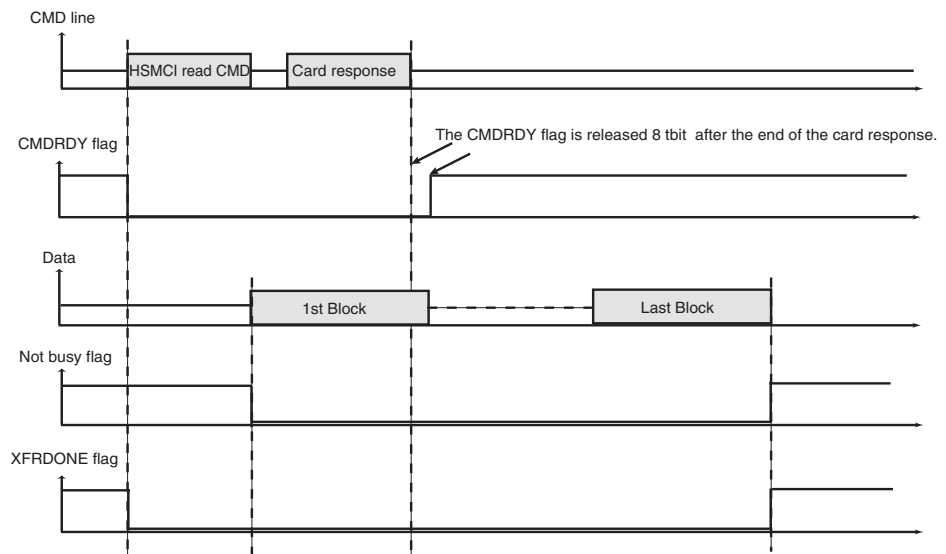 CMD line
HSMCI read CMD
Card response
The CMDRDY flag is released 8 tbit after the end of the card response.
CMDRDY flag
Data
1st Block
Last Block
Not busy flag
XFRDONE flag